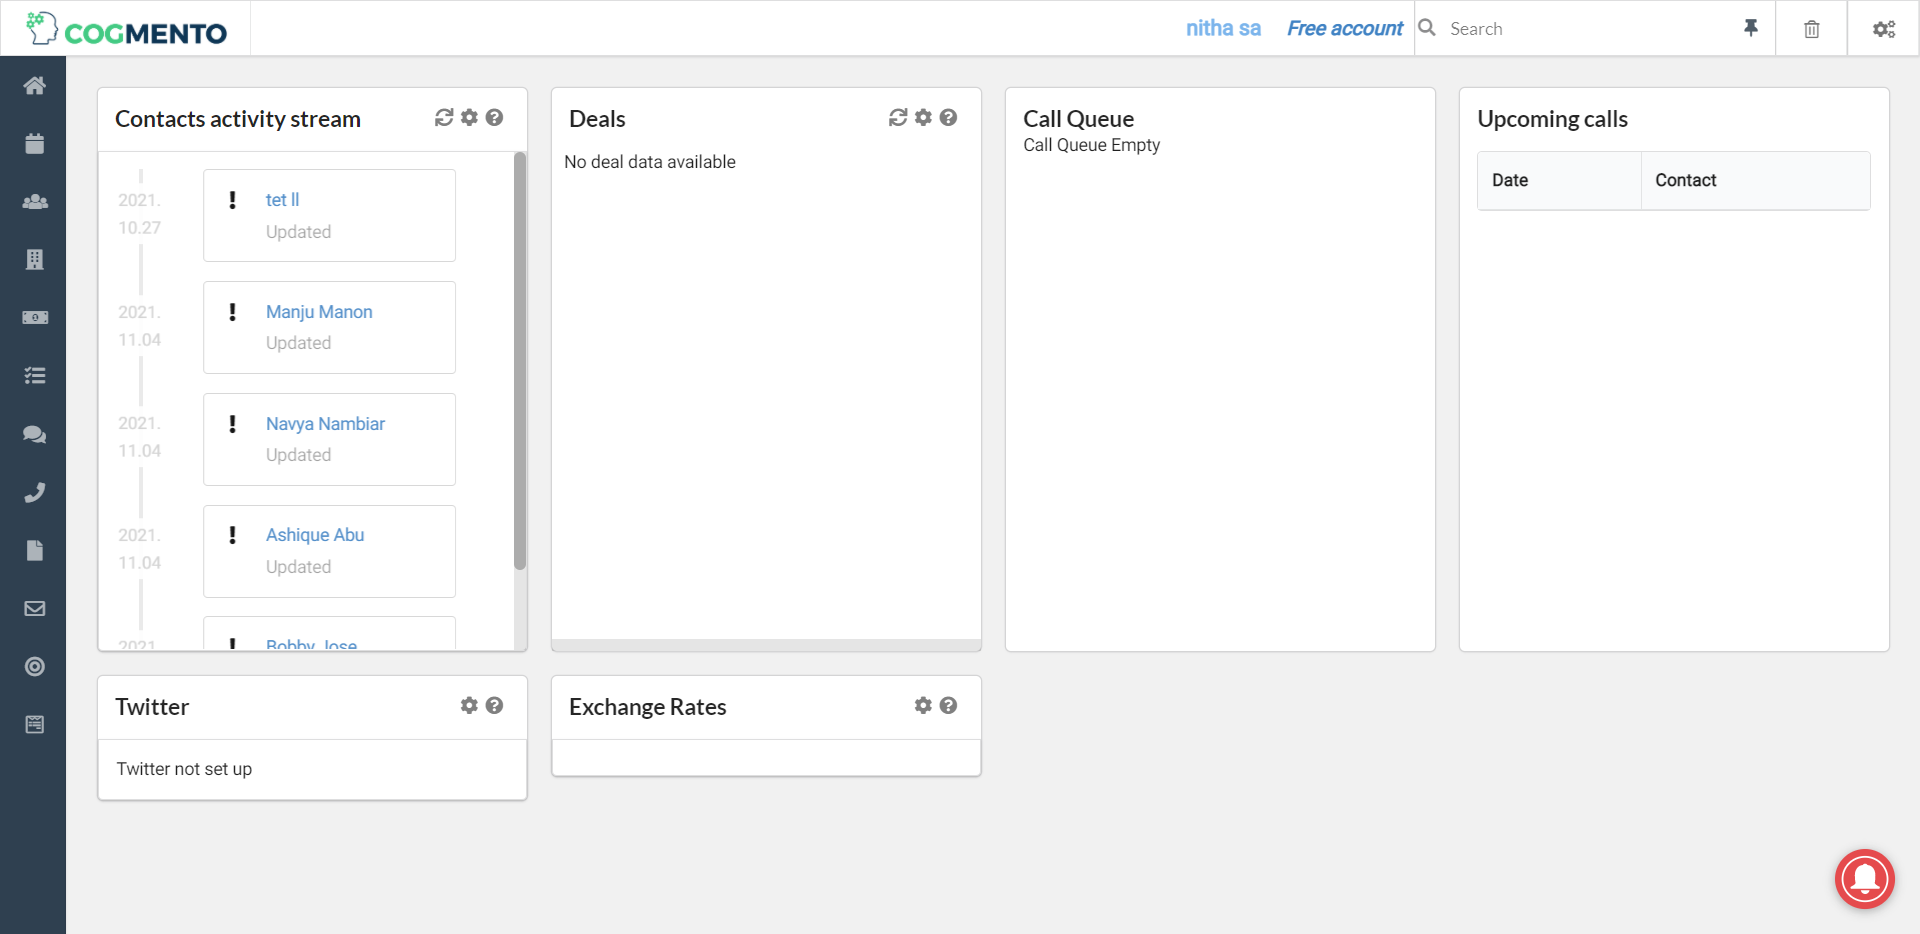 COGMENTO
nitha sa
Free account
Search
Contacts activity stream
2021.
10.27
tet ll
Updated
2021.
11.04
Manju Manon
Updated
2021.
11.04
Navya Nambiar
Updated
2021.
11.04
Ashique Abu
Updated
2021
Bobby Jose
Deals
No deal data available
Call Queue
Call Queue Empty
Upcoming calls
Date
Contact
Twitter
Twitter not set up
Exchange Rates